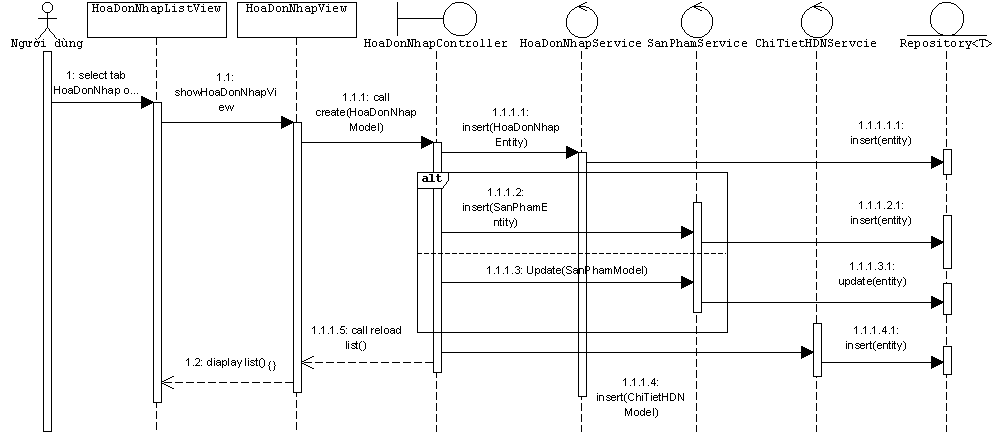 HoaDonNhapListView
HoaDonNhapView
Người dùng
HoaDonNhapController
HoaDonNhapService
SanPhamService
ChiTietHDNServcie
Repository<T>
1: select tab
HoaDonNhap o...
1.1:
showHoaDonNhapVi
ew
1.1.1: call
create(HoaDonNhap
Model)
1.1.1.1:
insert(HoaDonNhap
Entity)
1.1.1.1.1:
insert(entity)
alt
1.1.1.2:
insert(SanPhamE
ntity)
1.1.1.2.1:
insert(entity)
1.1.1.3: Update(SanPhamModel)
1.1.1.3.1:
update(entity)
1.1.1.5: call reload
list()
1.1.1.4.1:
insert(entity)
1.2: diaplay list() {}
1.1.1.4:
insert(ChiTietHDN
Model)